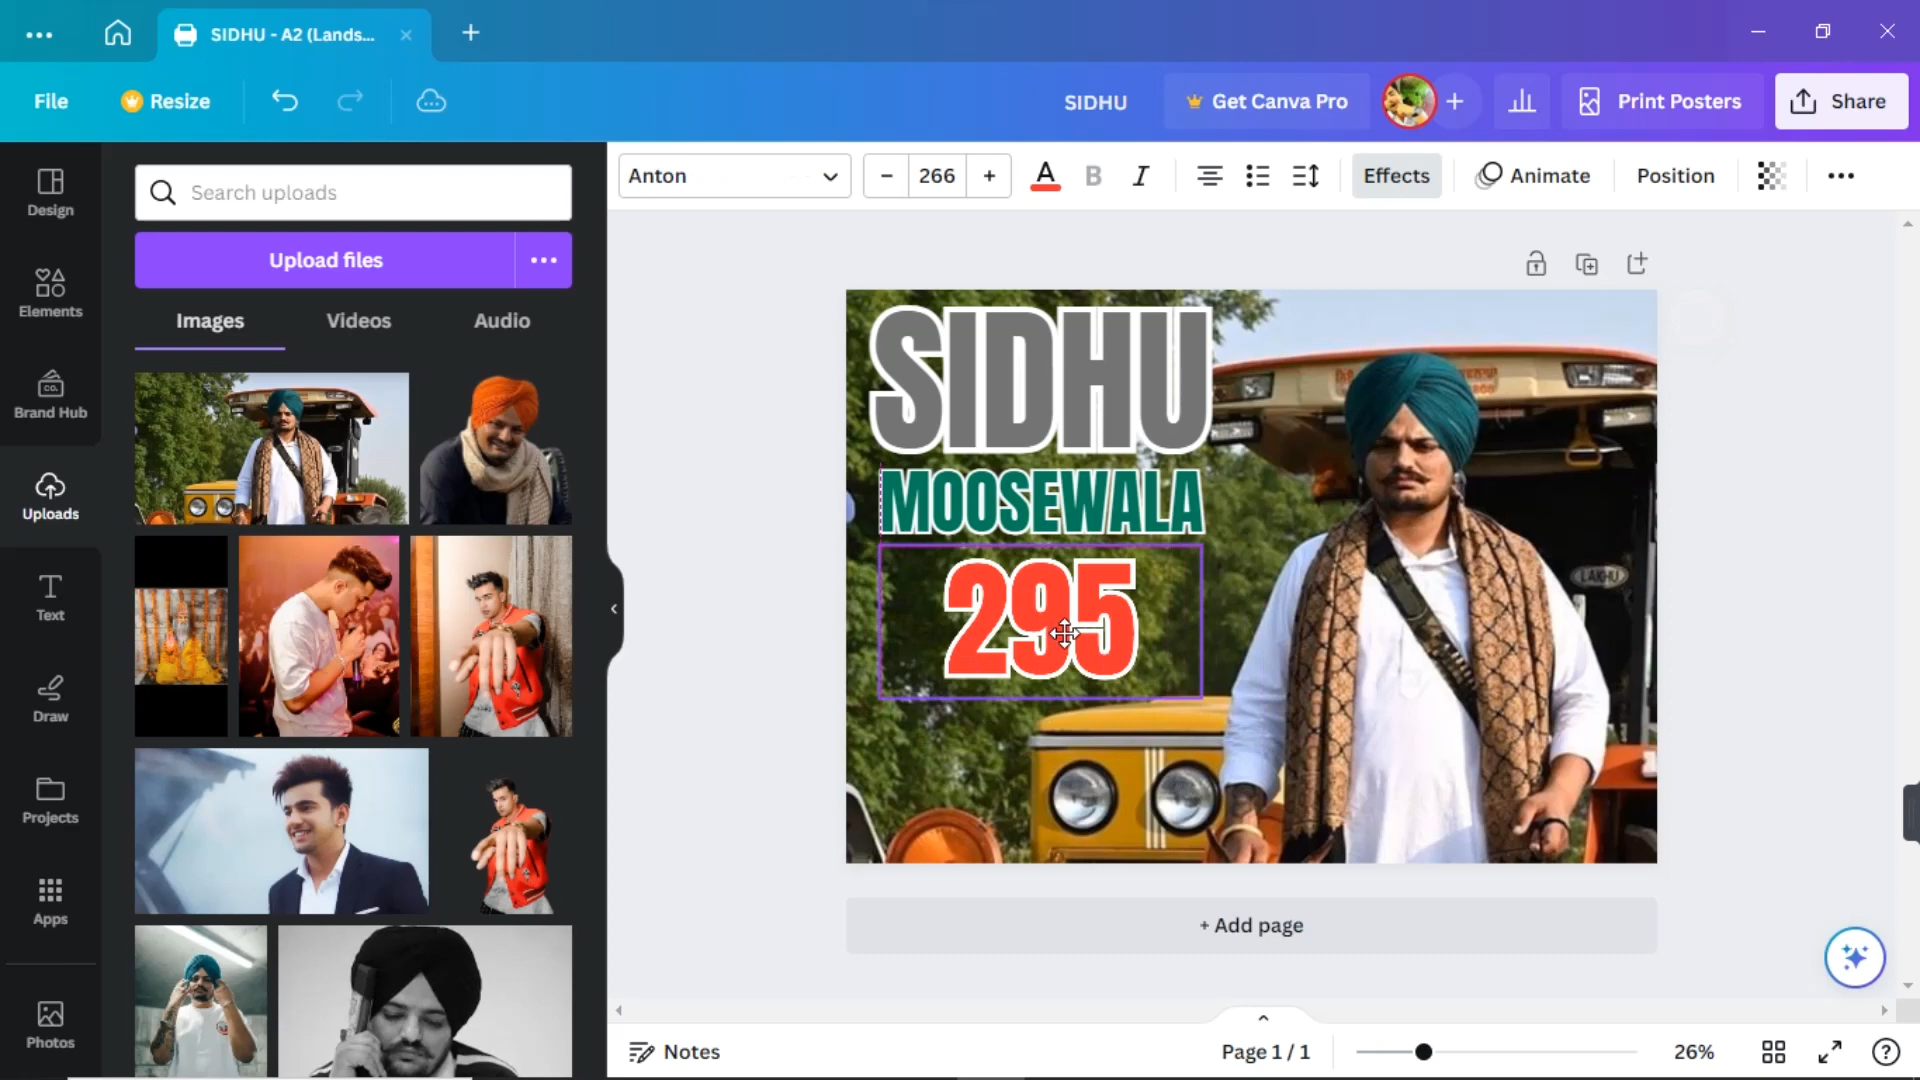 SIDHU - A2 (Lands...
File
Resize
SIDHU
Get Canva Pro
Print Posters
Share
Design
Elements
CO.
Brand Hub
Uploads
Text
Draw
Projects
Apps
Photos
Search uploads
Upload files
Images
Videos
Audio
Anton
266
A
B
I
Effects
Animate
Position
SIDHU
MOOSEWALA
295
LAKHU
+ Add page
Notes
Page 1 / 1
26%